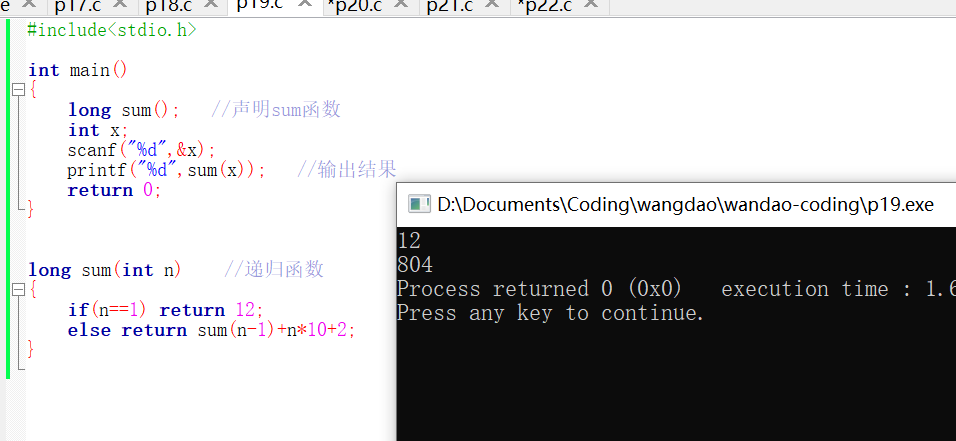 e p17.c p18.c p19.c *p20.c p21.c *p22.c
#include<stdio.h>
int main()
{
long sum(); //声明sum函数
int x;
scanf("%d",&x);
printf("%d",sum(x)); //输出结果
return 0;
}
long sum(int n) //递归函数
{
if(n==1) return 12;
else return sum(n-1)+n*10+2;
}
D:\Documents\Coding\wangdao\wandao-coding\p19.exe
12
804
Process returned 0 (0x0) execution time : 1.6
Press any key to continue.